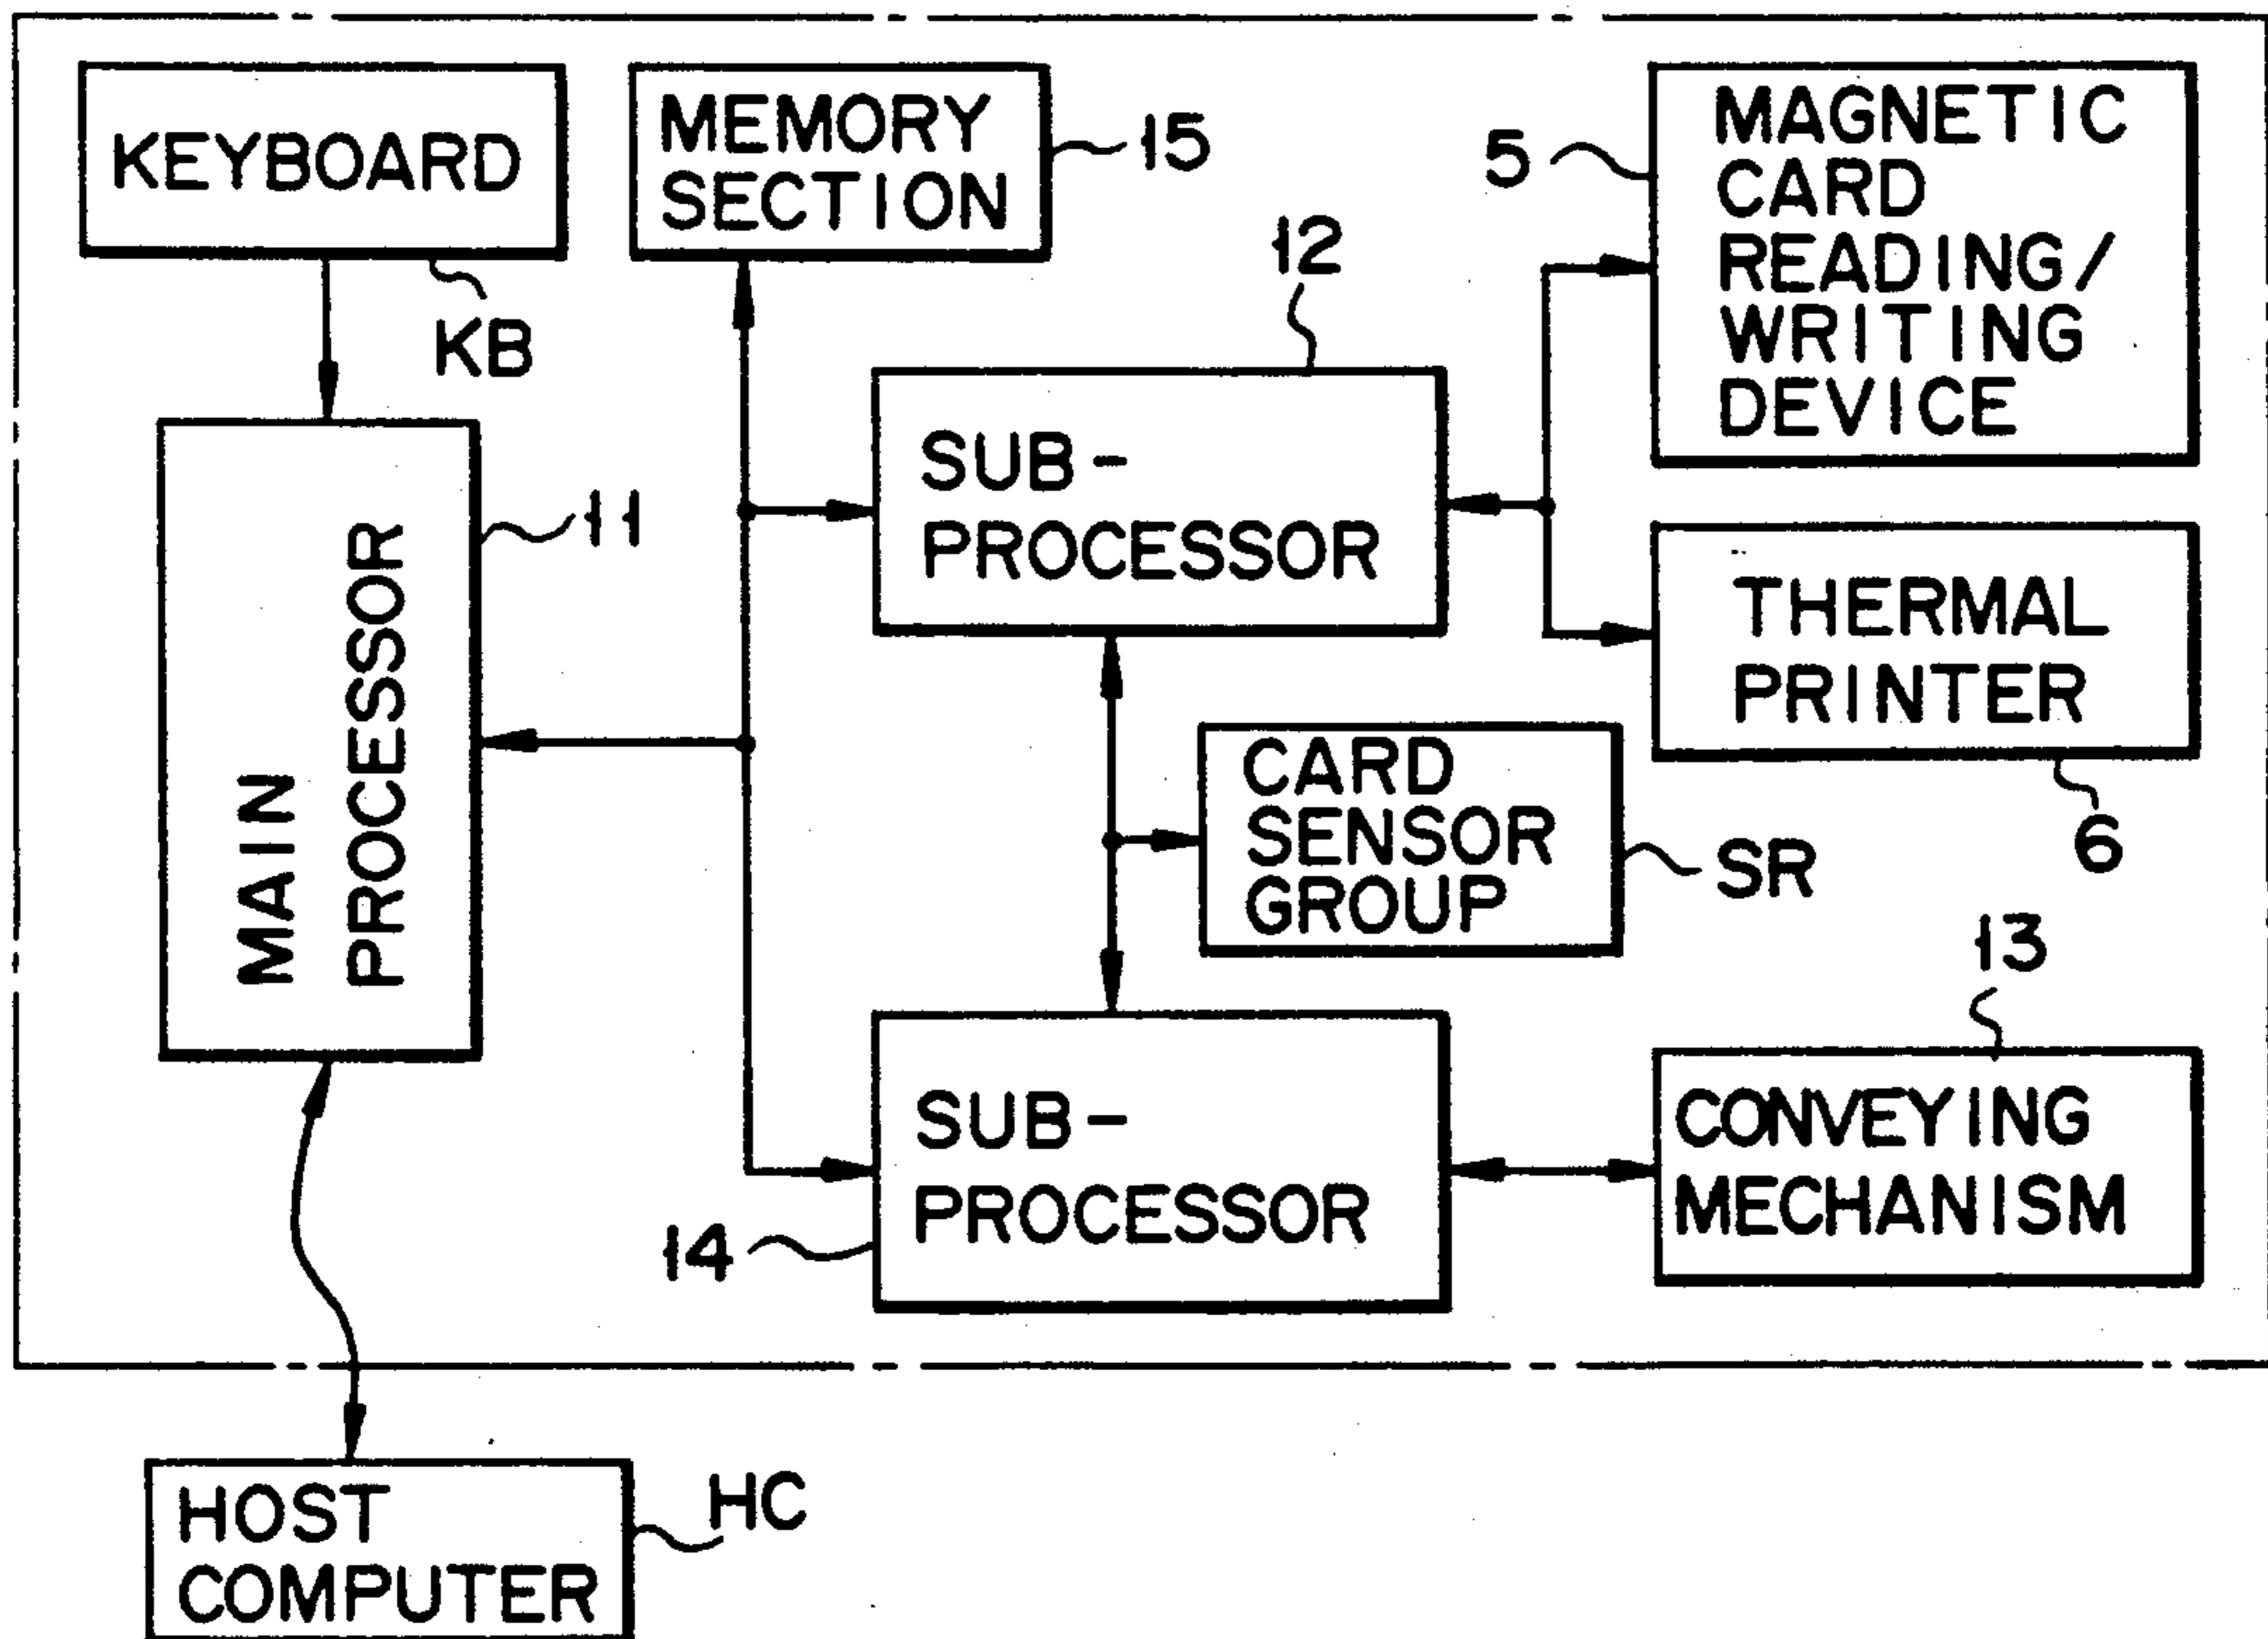 KEYBOARD
KB
MEMORY
SECTION
15
5
MAGNETIC
CARD
READING/
WRITING
DEVICE
12
SUB-
PROCESSOR
11
MAIN
PROCESSOR
THERMAL
PRINTER
6
CARD
SENSOR
GROUP
SR
13
SUB-
PROCESSOR
14
CONVEYING
MECHANISM
HOST
COMPUTER
HC